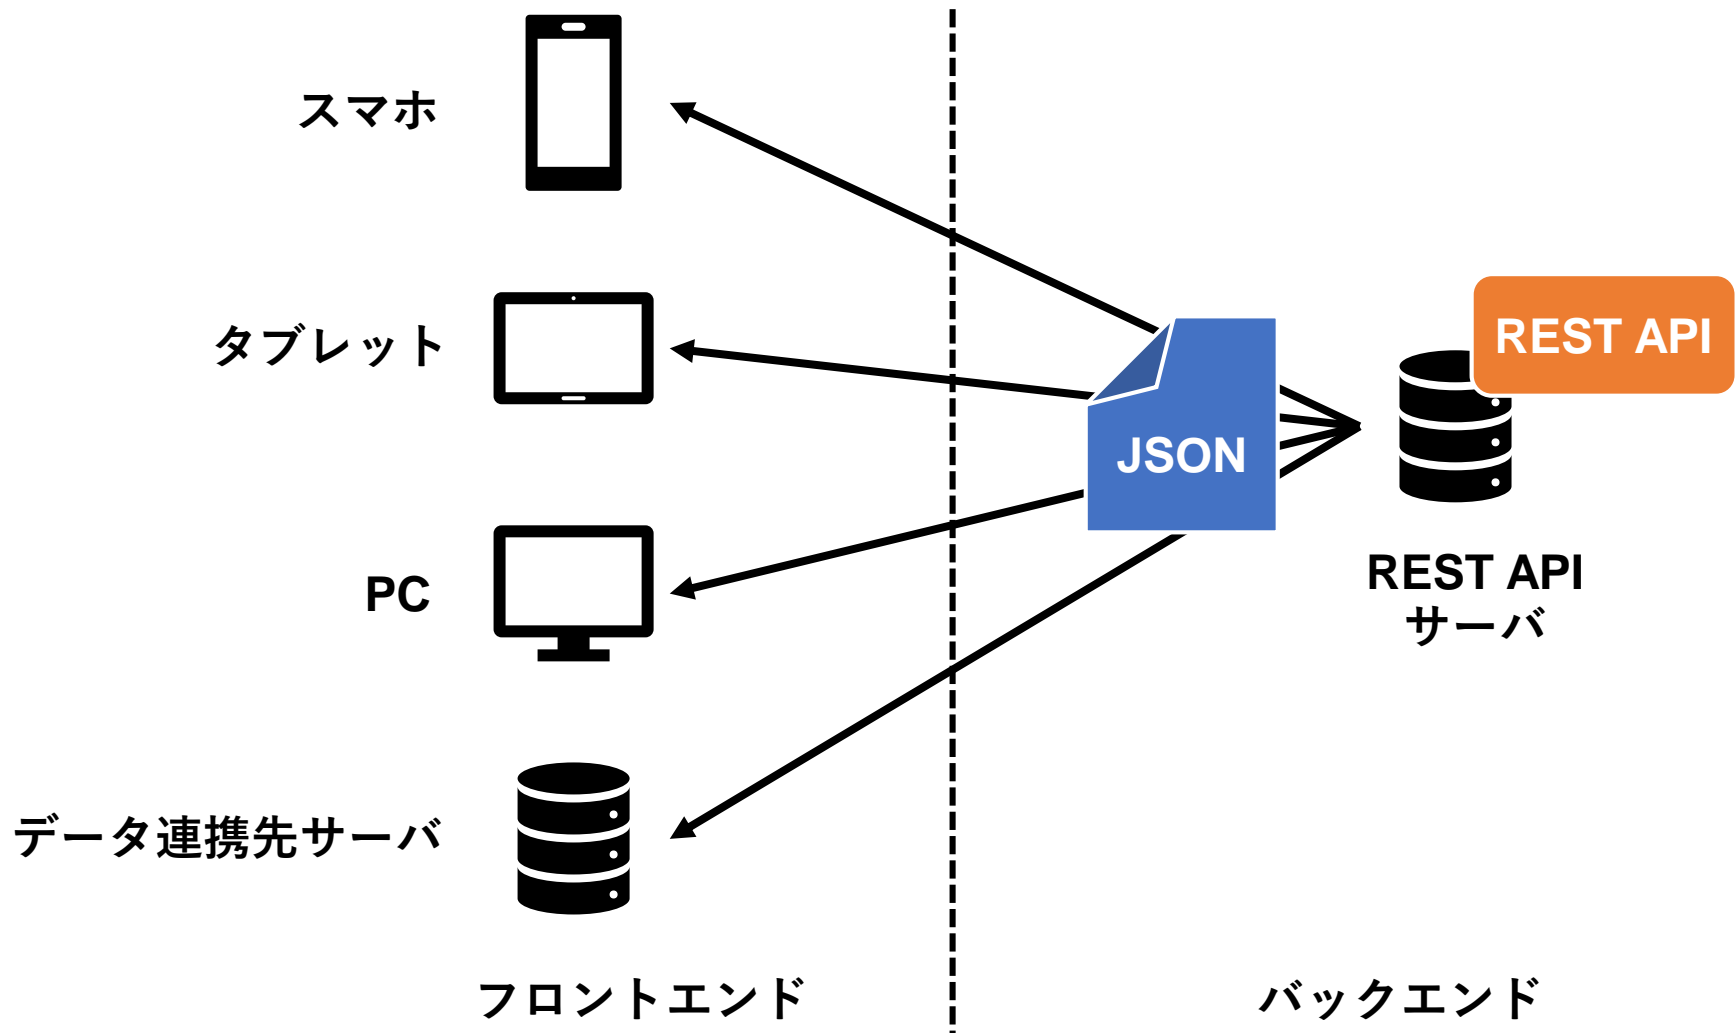 スマホ
タブレット
PC
データ連携先サーバ
フロントエンド
JSON
REST API
REST API
サーバ
バックエンド